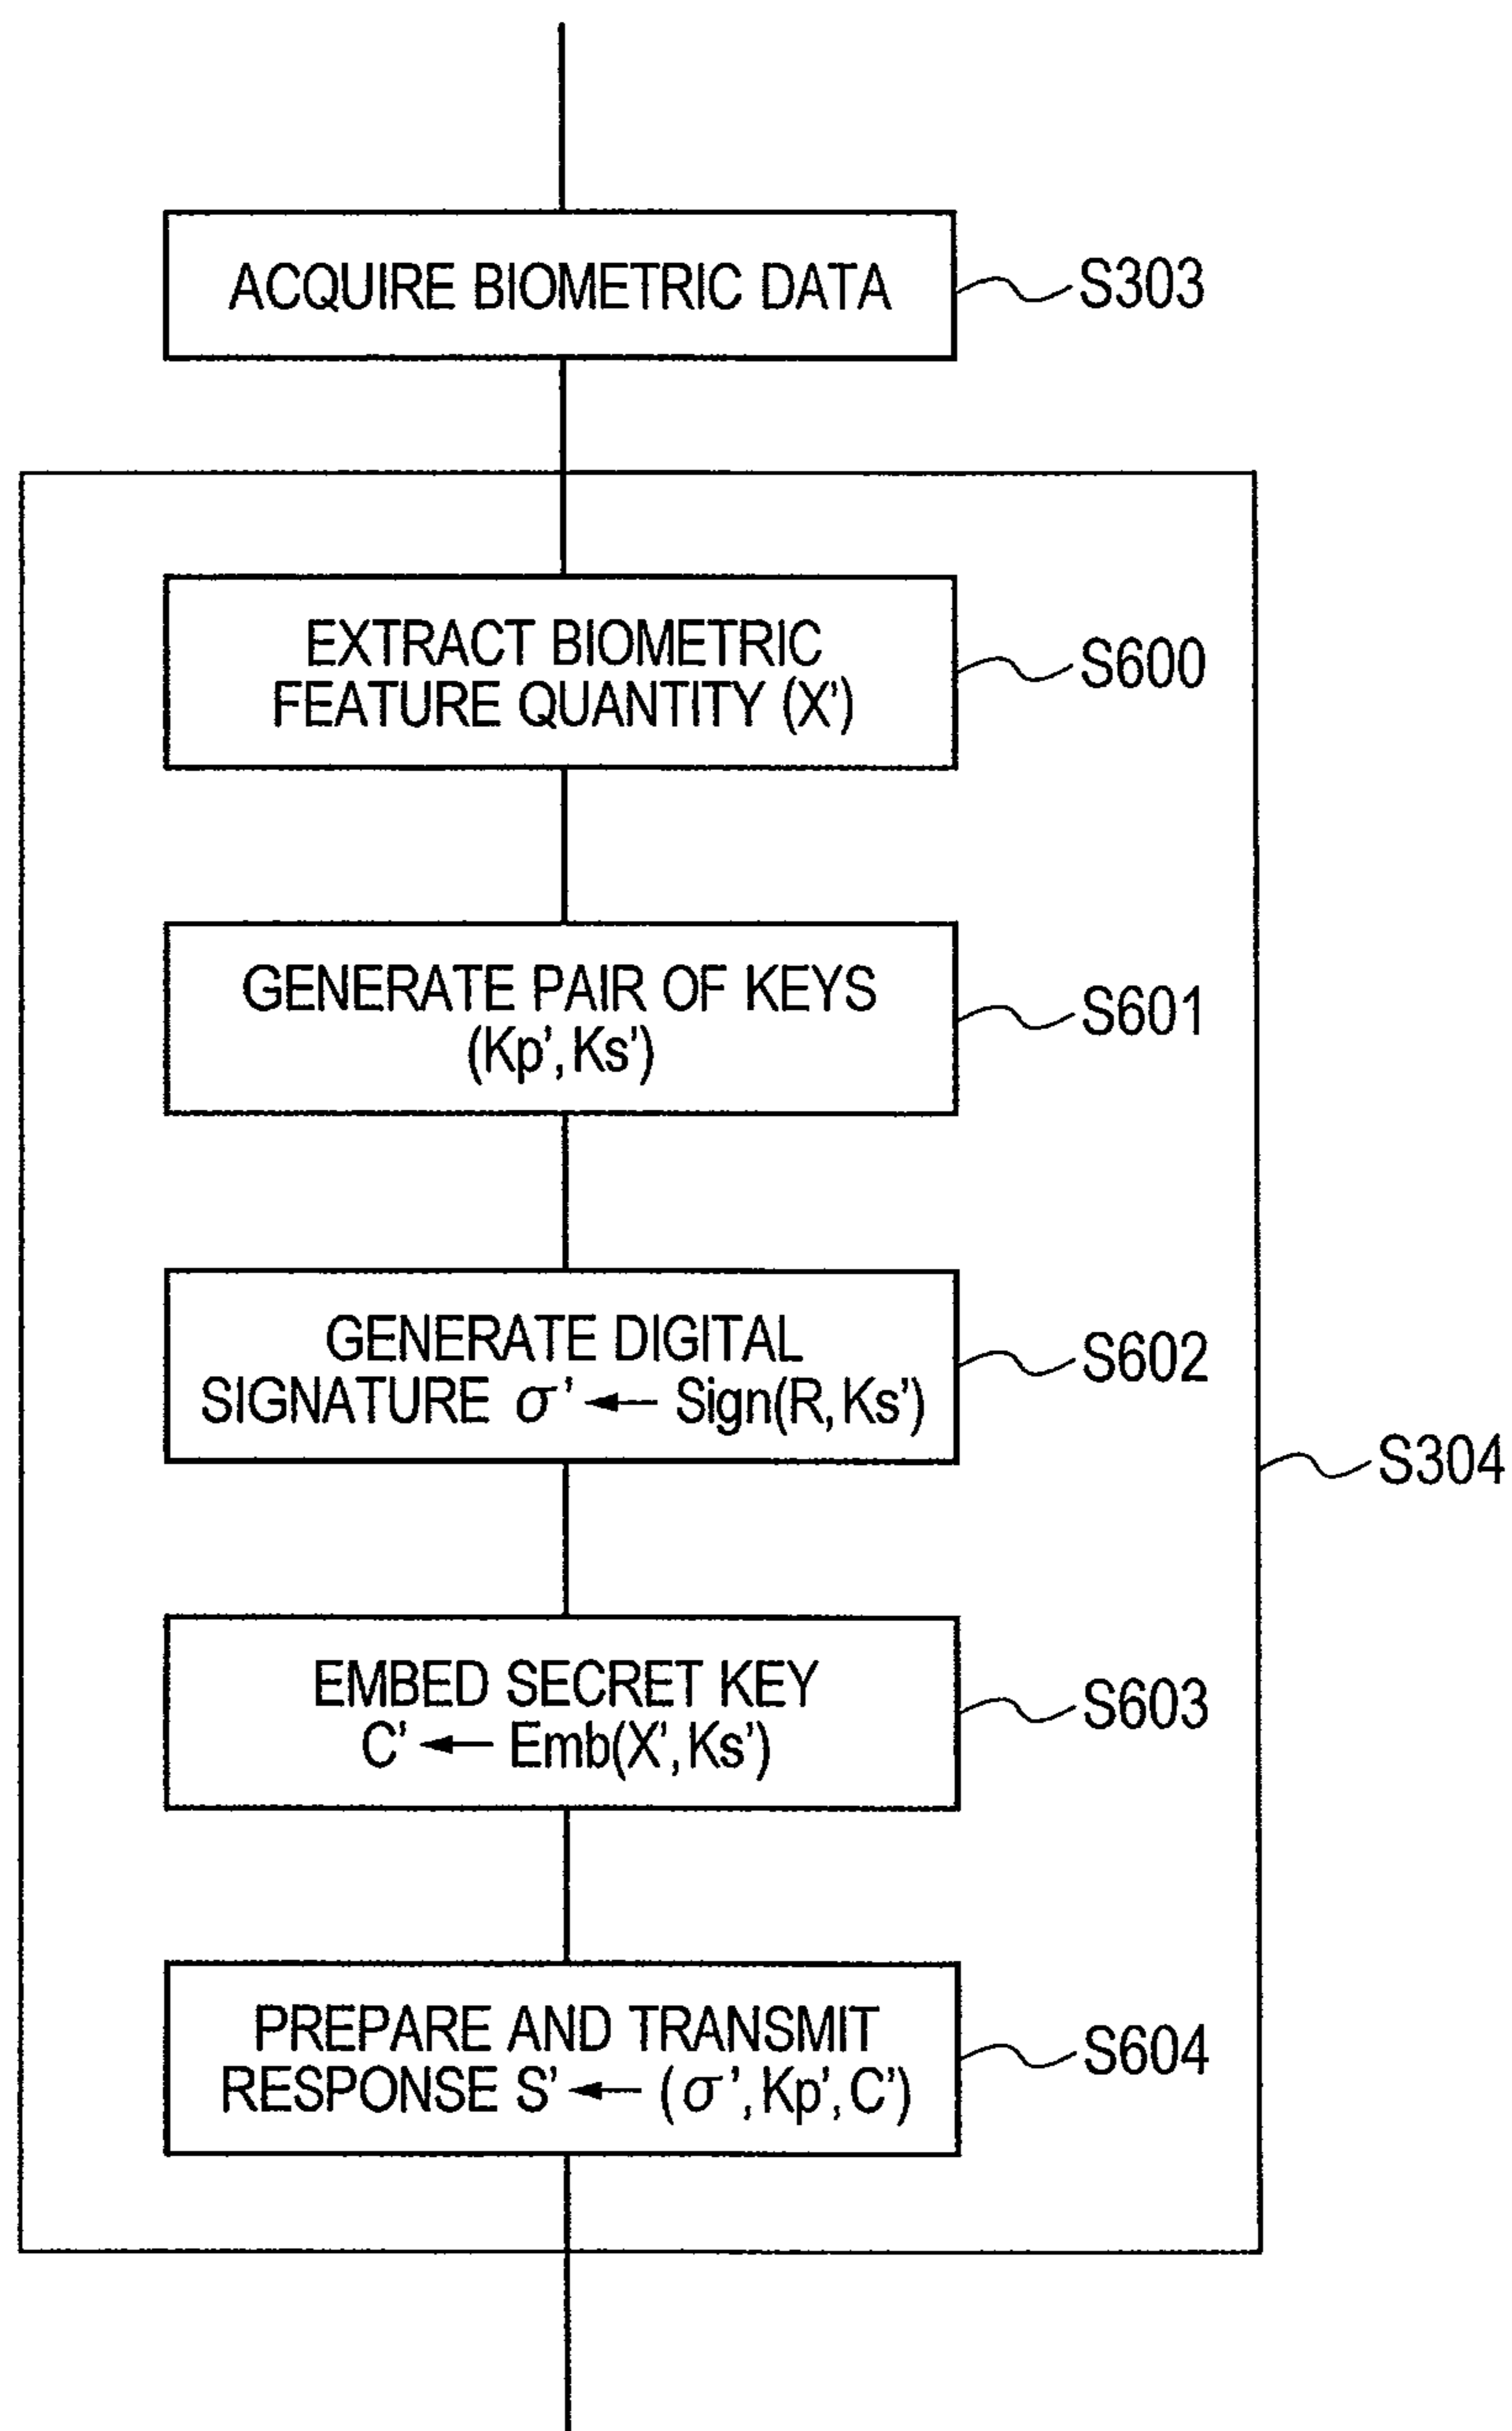 ACQUIRE BIOMETRIC DATA
S303
EXTRACT BIOMETRIC
FEATURE QUANTITY (X')
S600
GENERATE PAIR OF KEYS
(Kp', Ks')
S601
GENERATE DIGITAL
SIGNATURE σ' ← Sign(R, Ks')
S602
S304
EMBED SECRET KEY
C' ← Emb(X', Ks')
S603
PREPARE AND TRANSMIT
RESPONSE S' ← (σ', Kp', C')
S604